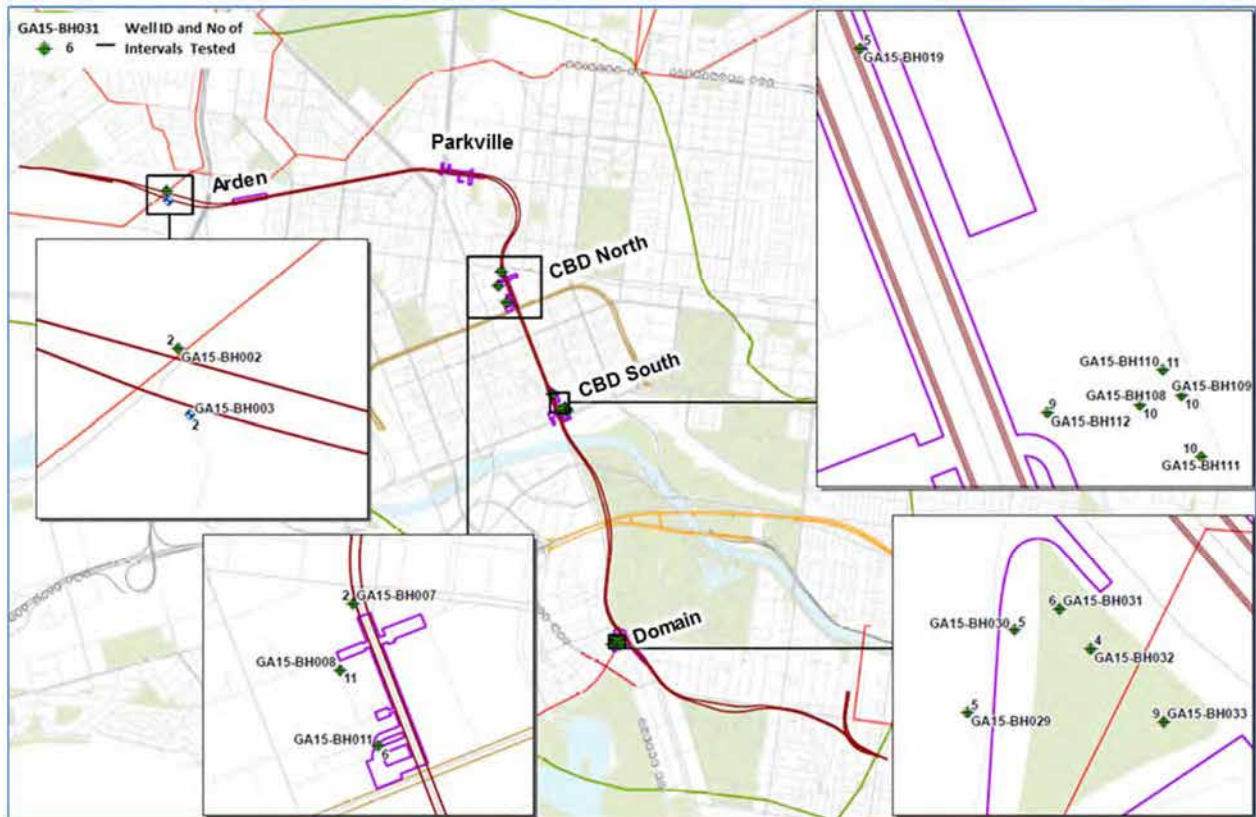 GA15-BH031
6
Well ID and No of
Intervals Tested
Parkville
Arden
CBD North
CBD South
Domain
5
GA15-BH019
GA15-BH110
11
GA15-BH109
10
GA15-BH108
10
9
GA15-BH112
10
GA15-BH111
2
GA15-BH002
GA15-BH003
2
2
GA15-BH007
GA15-BH008
11
GA15-BH011
6
6
GA15-BH031
GA15-BH030
5
4
GA15-BH032
5
GA15-BH029
9
GA15-BH033